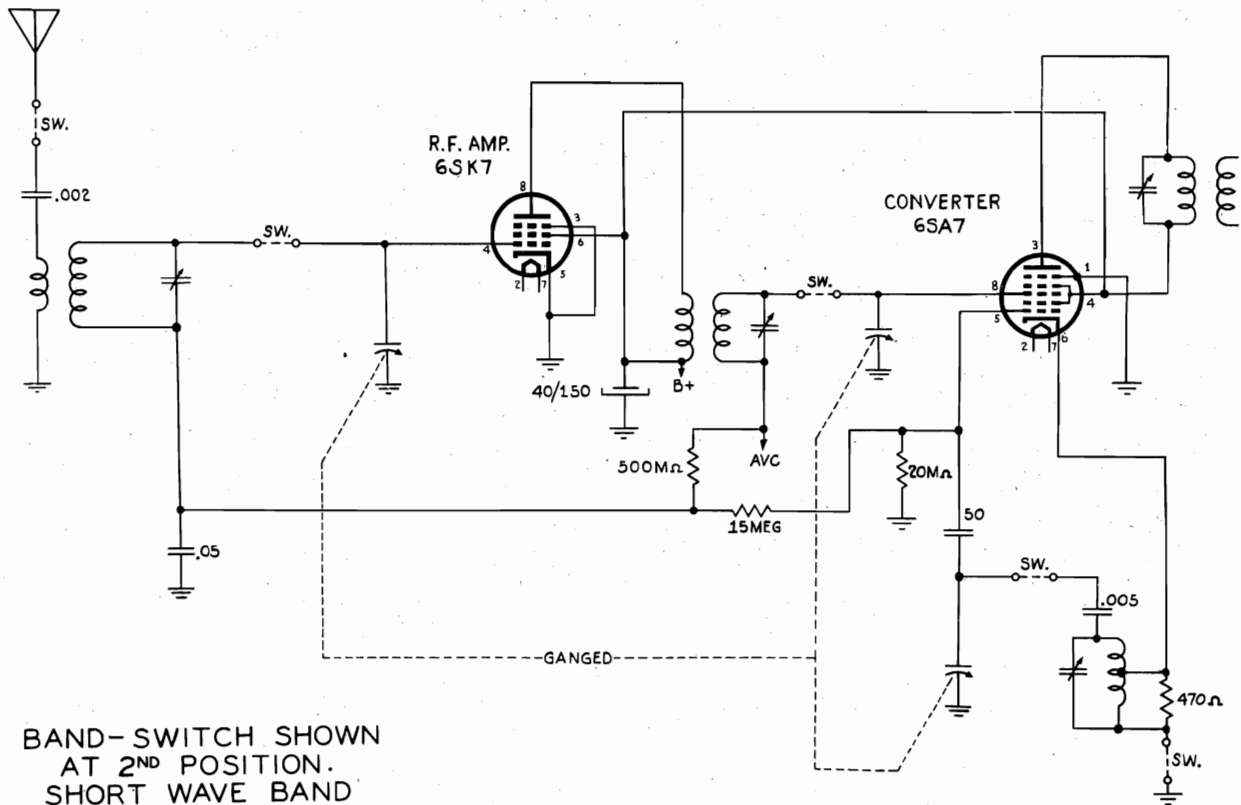 SW.
.002
R.F. AMP.
6SK7
8
3
6
4
5
2
7
SW.
CONVERTER
6SA7
3
1
8
4
5
6
2
7
SW.
B+
40/150
AVC
500MΩ
20MΩ
15MEG
50
.05
SW.
.005
GANGED
470Ω
SW.
BAND-SWITCH SHOWN
AT 2ND POSITION.
SHORT WAVE BAND